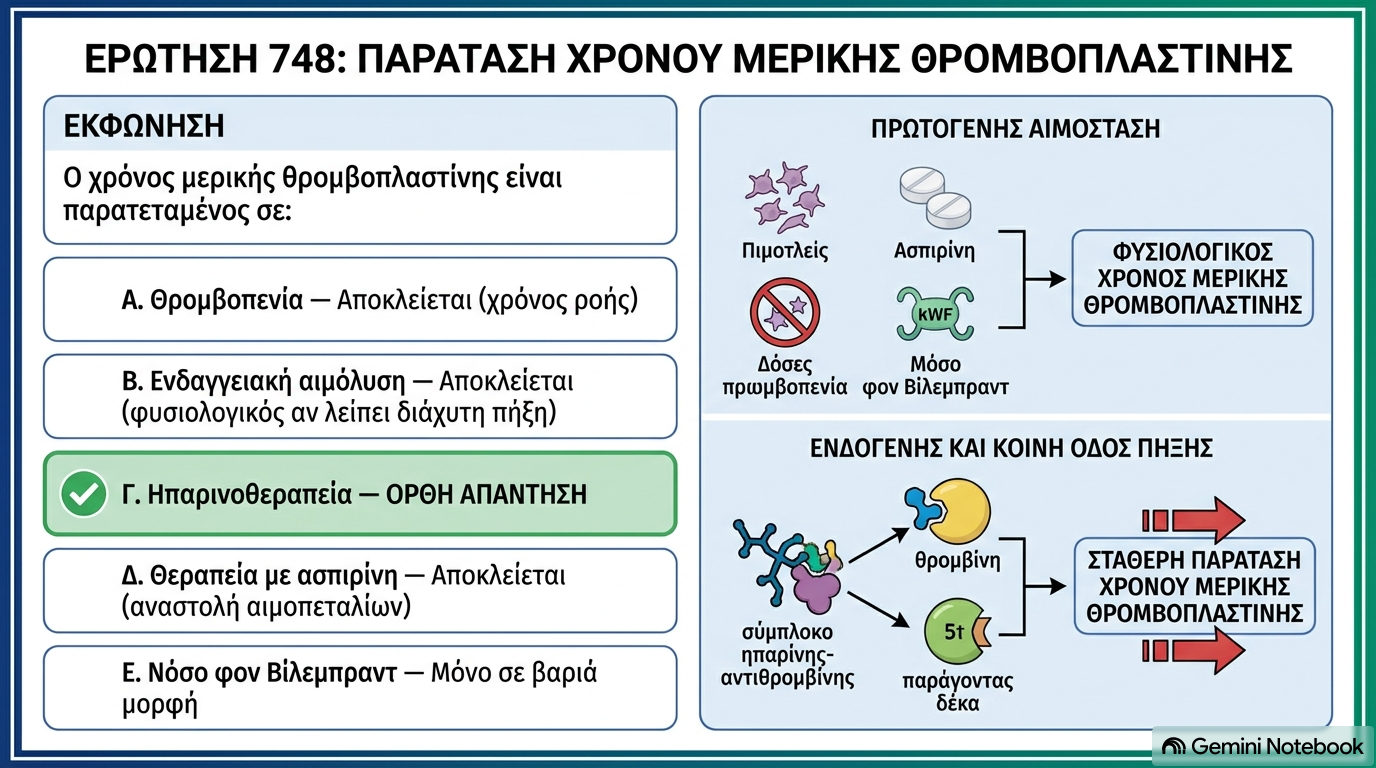 ΕΡΩΤΗΣΗ 748: ΠΑΡΑΤΑΣΗ ΧΡΟΝΟΥ ΜΕΡΙΚΗΣ ΘΡΟΜΒΟΠΛΑΣΤΙΝΗΣ
ΕΚΦΩΝΗΣΗ
Ο χρόνος μερικής θρομβοπλαστίνης είναι
παρατεταμένος σε:
Α. Θρομβοπενία — Αποκλείεται (χρόνος ροής)
Β. Ενδαγγειακή αιμόλυση — Αποκλείεται
(φυσιολογικός αν λείπει διάχυτη πήξη)
Γ. Ηπαρινοθεραπεία — ΟΡΘΗ ΑΠΑΝΤΗΣΗ
Δ. Θεραπεία με ασπιρίνη — Αποκλείεται
(αναστολή αιμοπεταλίων)
Ε. Νόσο φον Βίλεμπραντ — Μόνο σε βαριά
μορφή
ΠΡΩΤΟΓΕΝΗΣ ΑΙΜΟΣΤΑΣΗ
Πιμοτλείς
Ασπιρίνη
Δόσες
πρωμβοπενία
kWF
Μόσο
φον Βίλεμπραντ
ΦΥΣΙΟΛΟΓΙΚΟΣ
ΧΡΟΝΟΣ ΜΕΡΙΚΗΣ
ΘΡΟΜΒΟΠΛΑΣΤΙΝΗΣ
ΕΝΔΟΓΕΝΗΣ ΚΑΙ ΚΟΙΝΗ ΟΔΟΣ ΠΗΞΗΣ
σύμπλοκο
ηπαρίνης-
αντιθρομβίνης
θρομβίνη
5t
παράγοντας
δέκα
ΣΤΑΘΕΡΗ ΠΑΡΑΤΑΣΗ
ΧΡΟΝΟΥ ΜΕΡΙΚΗΣ
ΘΡΟΜΒΟΠΛΑΣΤΙΝΗΣ
Gemini Notebook